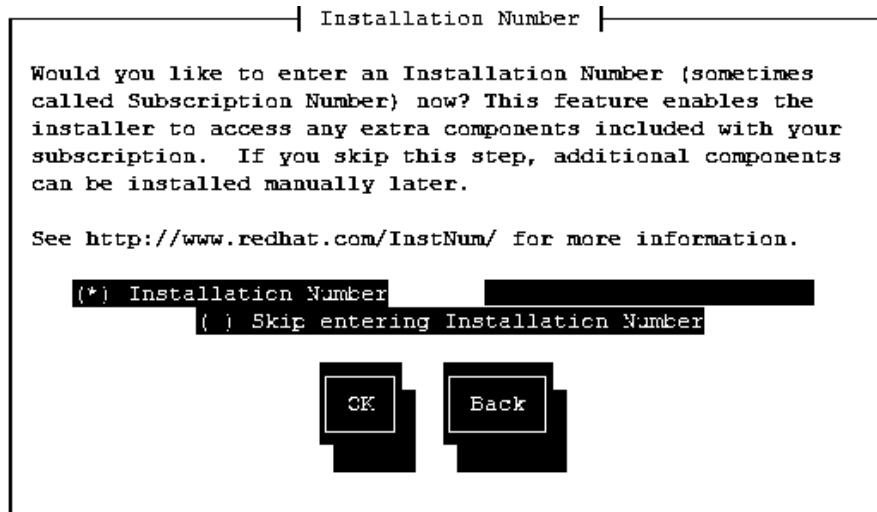 Installation Number
Would you like to enter an Installation Number (sometimes
called Subscription Number) now? This feature enables the
installer to access any extra components included with your
subscription.  If you skip this step, additional components
can be installed manually later.
See http://www.redhat.com/InstNum/ for more information.
(*) Installation Number
( ) Skip entering Installation Number
OK Back